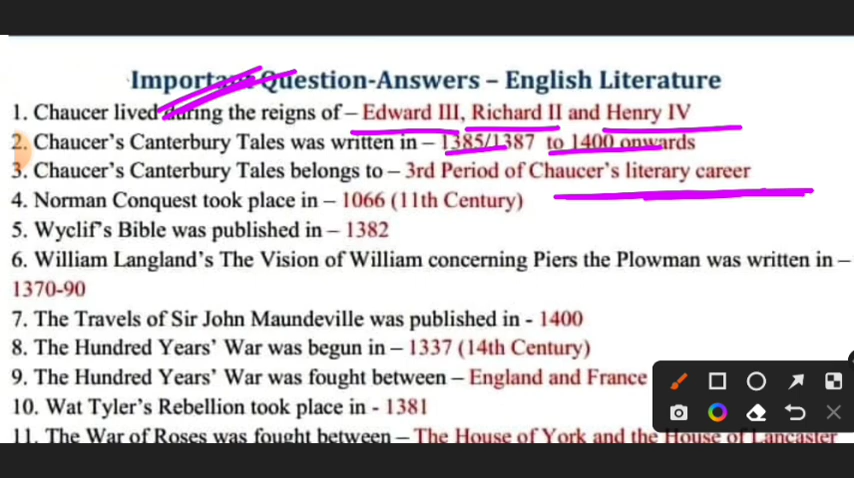 Important Question-Answers – English Literature
1. Chaucer lived during the reigns of – Edward III, Richard II and Henry IV
2. Chaucer's Canterbury Tales was written in – 1385/1387 to 1400 onwards
3. Chaucer's Canterbury Tales belongs to – 3rd Period of Chaucer's literary career
4. Norman Conquest took place in – 1066 (11th Century)
5. Wyclif's Bible was published in – 1382
6. William Langland's The Vision of William concerning Piers the Plowman was written in –
1370-90
7. The Travels of Sir John Maundeville was published in - 1400
8. The Hundred Years' War was begun in – 1337 (14th Century)
9. The Hundred Years' War was fought between – England and France
10. Wat Tyler's Rebellion took place in - 1381
11. The War of Roses was fought between – The House of York and the House of Lancaster